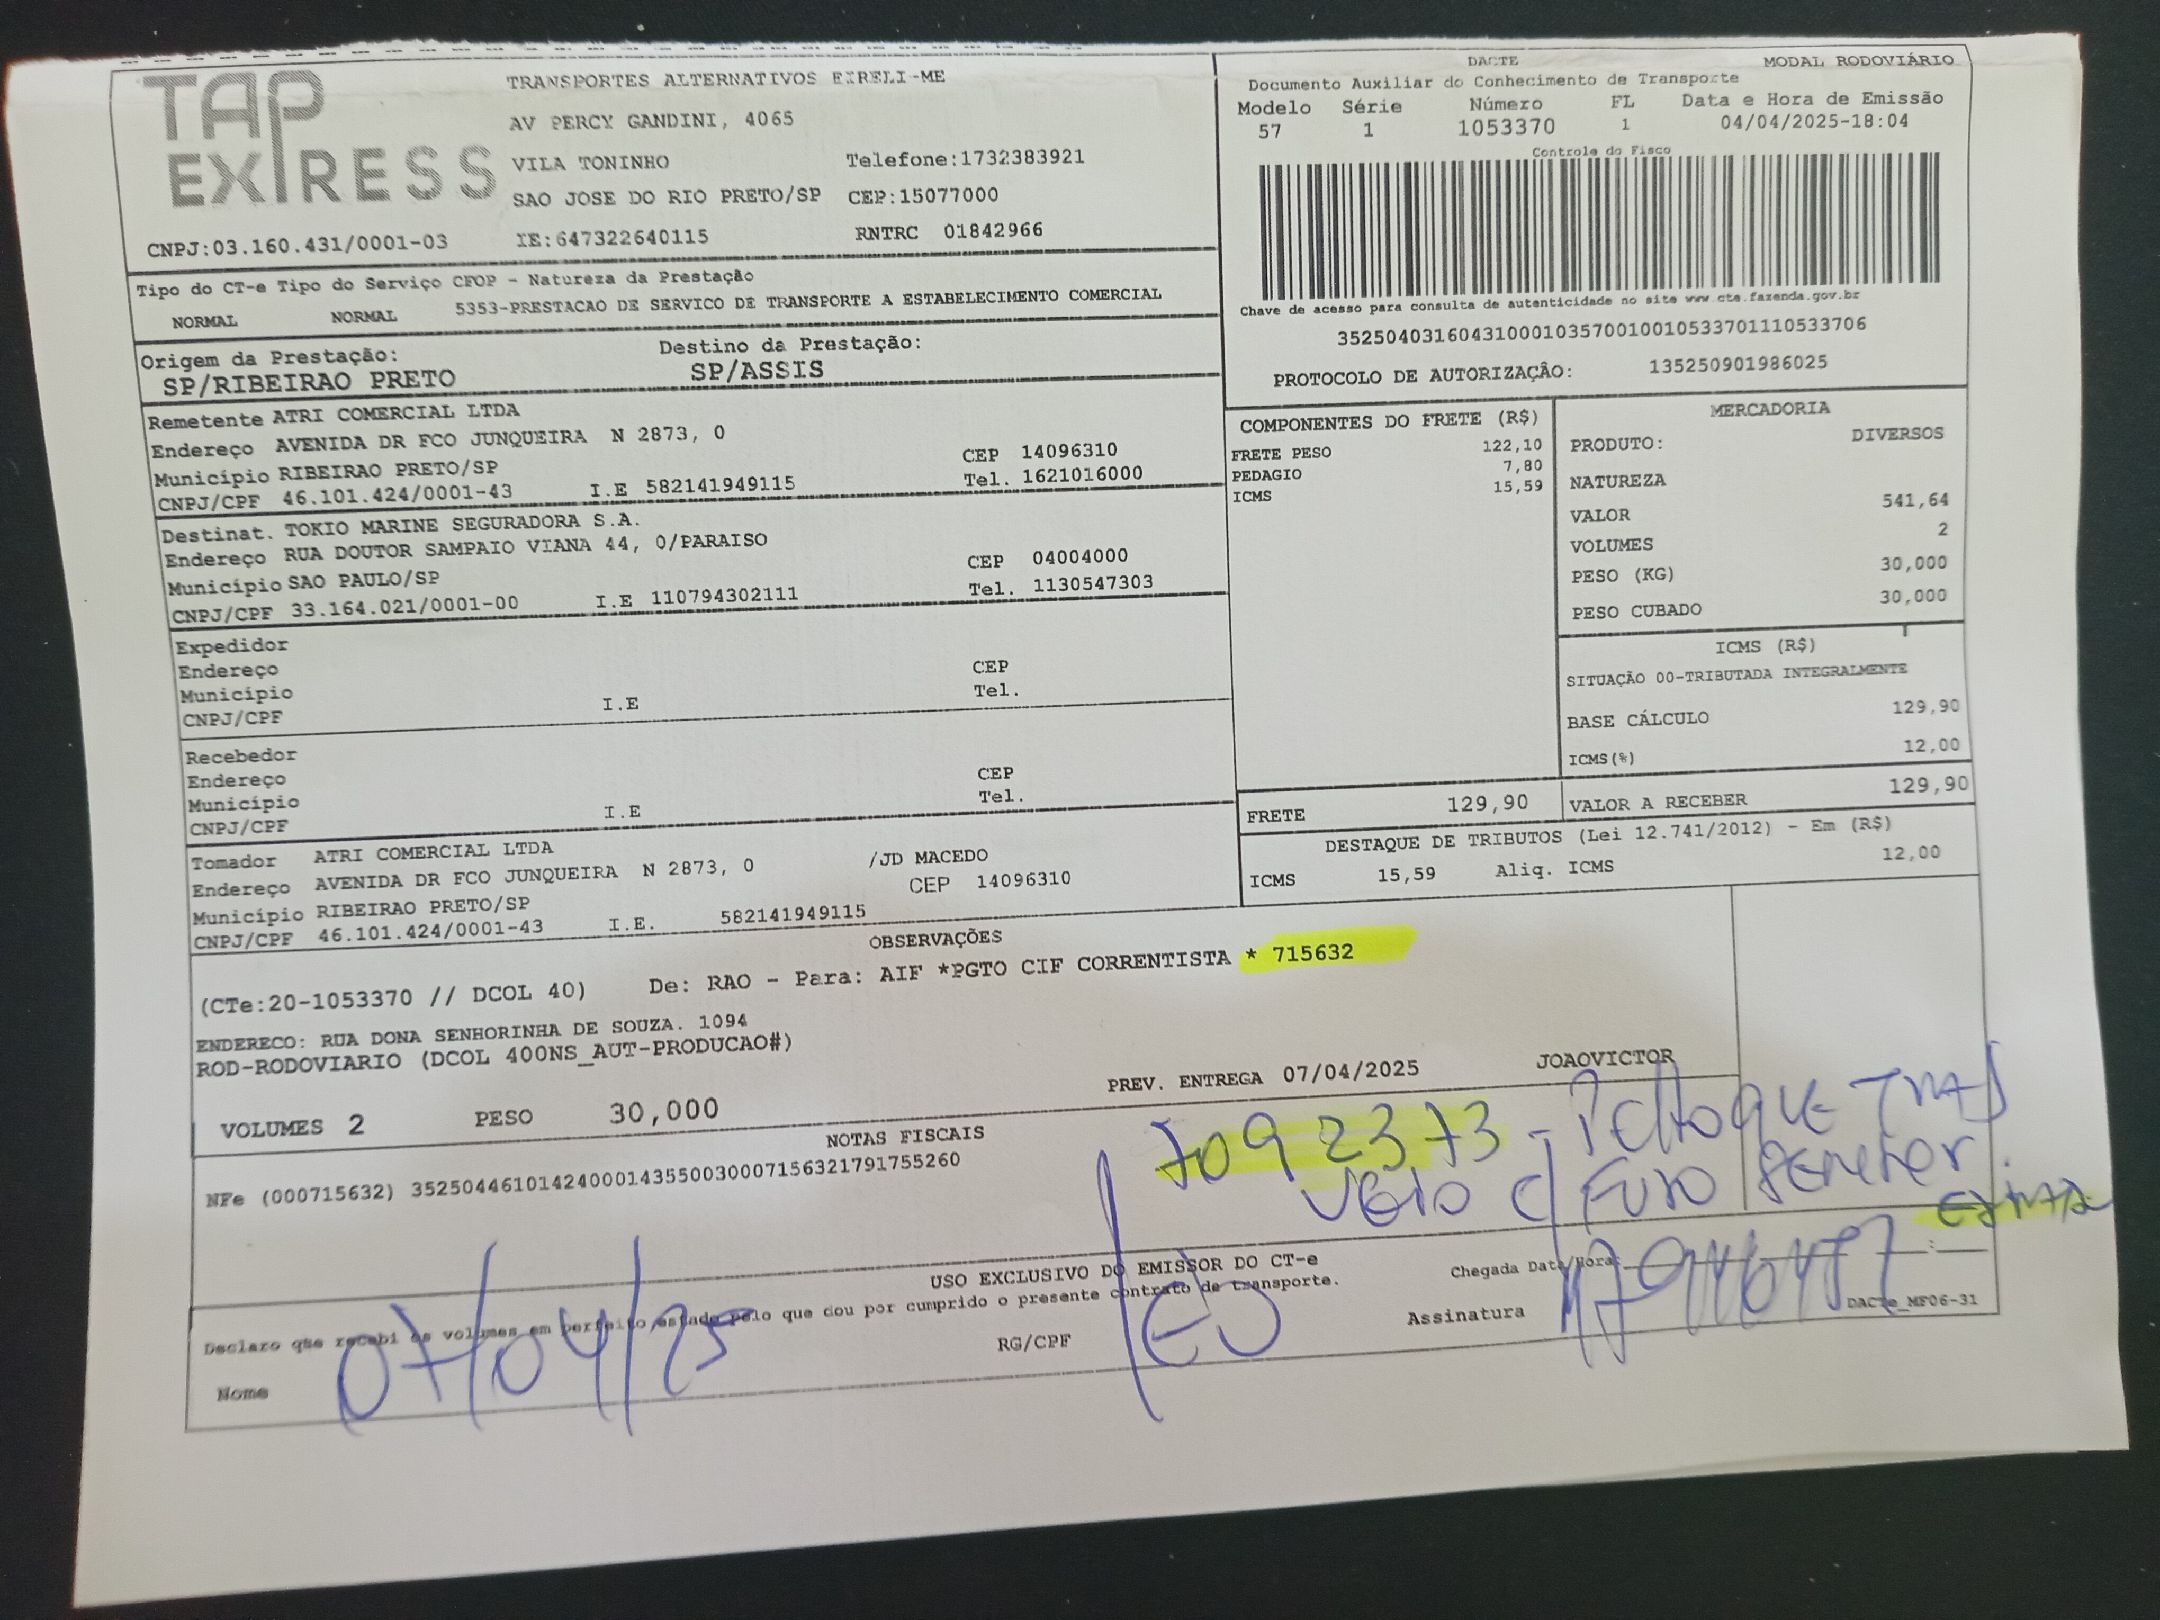 TAP EXPRESS
TRANSPORTES ALTERNATIVOS EIRELI-ME
AV PERCY GANDINI, 4065
VILA TONINHO Telefone:1732383921
SAO JOSE DO RIO PRETO/SP CEP:15077000
CNPJ:03.160.431/0001-03 IE:647322640115 RNTRC 01842966
DACTE MODAL RODOVIÁRIO
Documento Auxiliar do Conhecimento de Transporte
Modelo Série Número FL Data e Hora de Emissão
57 1 1053370 1 04/04/2025-18:04
Controle do Fisco
Chave de acesso para consulta de autenticidade no site www.cte.fazenda.gov.br
35250403160431000103570010010533701110533706
PROTOCOLO DE AUTORIZAÇÃO: 135250901986025
Tipo do CT-e Tipo do Serviço CFOP - Natureza da Prestação
NORMAL NORMAL 5353-PRESTACAO DE SERVICO DE TRANSPORTE A ESTABELECIMENTO COMERCIAL
Origem da Prestação: Destino da Prestação:
SP/RIBEIRAO PRETO SP/ASSIS
Remetente ATRI COMERCIAL LTDA
Endereço AVENIDA DR FCO JUNQUEIRA N 2873, 0
Município RIBEIRAO PRETO/SP CEP 14096310
CNPJ/CPF 46.101.424/0001-43 I.E 582141949115 Tel. 1621016000
Destinat. TOKIO MARINE SEGURADORA S.A.
Endereço RUA DOUTOR SAMPAIO VIANA 44, 0/PARAISO
Município SAO PAULO/SP CEP 04004000
CNPJ/CPF 33.164.021/0001-00 I.E 110794302111 Tel. 1130547303
Expedidor
Endereço
Município CEP
CNPJ/CPF I.E Tel.
Recebedor
Endereço
Município CEP
CNPJ/CPF I.E Tel.
Tomador ATRI COMERCIAL LTDA
Endereço AVENIDA DR FCO JUNQUEIRA N 2873, 0 /JD MACEDO
Município RIBEIRAO PRETO/SP CEP 14096310
CNPJ/CPF 46.101.424/0001-43 I.E. 582141949115
COMPONENTES DO FRETE (R$)
FRETE PESO 122,10
PEDAGIO 7,80
ICMS 15,59
MERCADORIA
PRODUTO: DIVERSOS
NATUREZA
VALOR 541,64
VOLUMES 2
PESO (KG) 30,000
PESO CUBADO 30,000
ICMS (R$)
SITUAÇÃO 00-TRIBUTADA INTEGRALMENTE
BASE CÁLCULO 129,90
ICMS(%) 12,00
FRETE 129,90 VALOR A RECEBER 129,90
DESTAQUE DE TRIBUTOS (Lei 12.741/2012) - Em (R$)
ICMS 15,59 Aliq. ICMS 12,00
OBSERVAÇÕES
(CTe:20-1053370 // DCOL 40) De: RAO - Para: AIF *PGTO CIF CORRENTISTA * 715632
ENDERECO: RUA DONA SENHORINHA DE SOUZA. 1094
ROD-RODOVIARIO (DCOL 400NS_AUT-PRODUCAO#)
PREV. ENTREGA 07/04/2025 JOAOVICTOR
VOLUMES 2 PESO 30,000
NOTAS FISCAIS
NFe (000715632) 35250446101424000143550030007156321791755260
7092373 -
VEIO C/ FURO
USO EXCLUSIVO DO EMISSOR DO CT-e
Declaro que recebi os volumes em perfeito estado pelo que dou por cumprido o presente contrato de transporte.
Chegada Data/Hora: :
Nome RG/CPF Assinatura DACTe_MF06-31
07/04/25